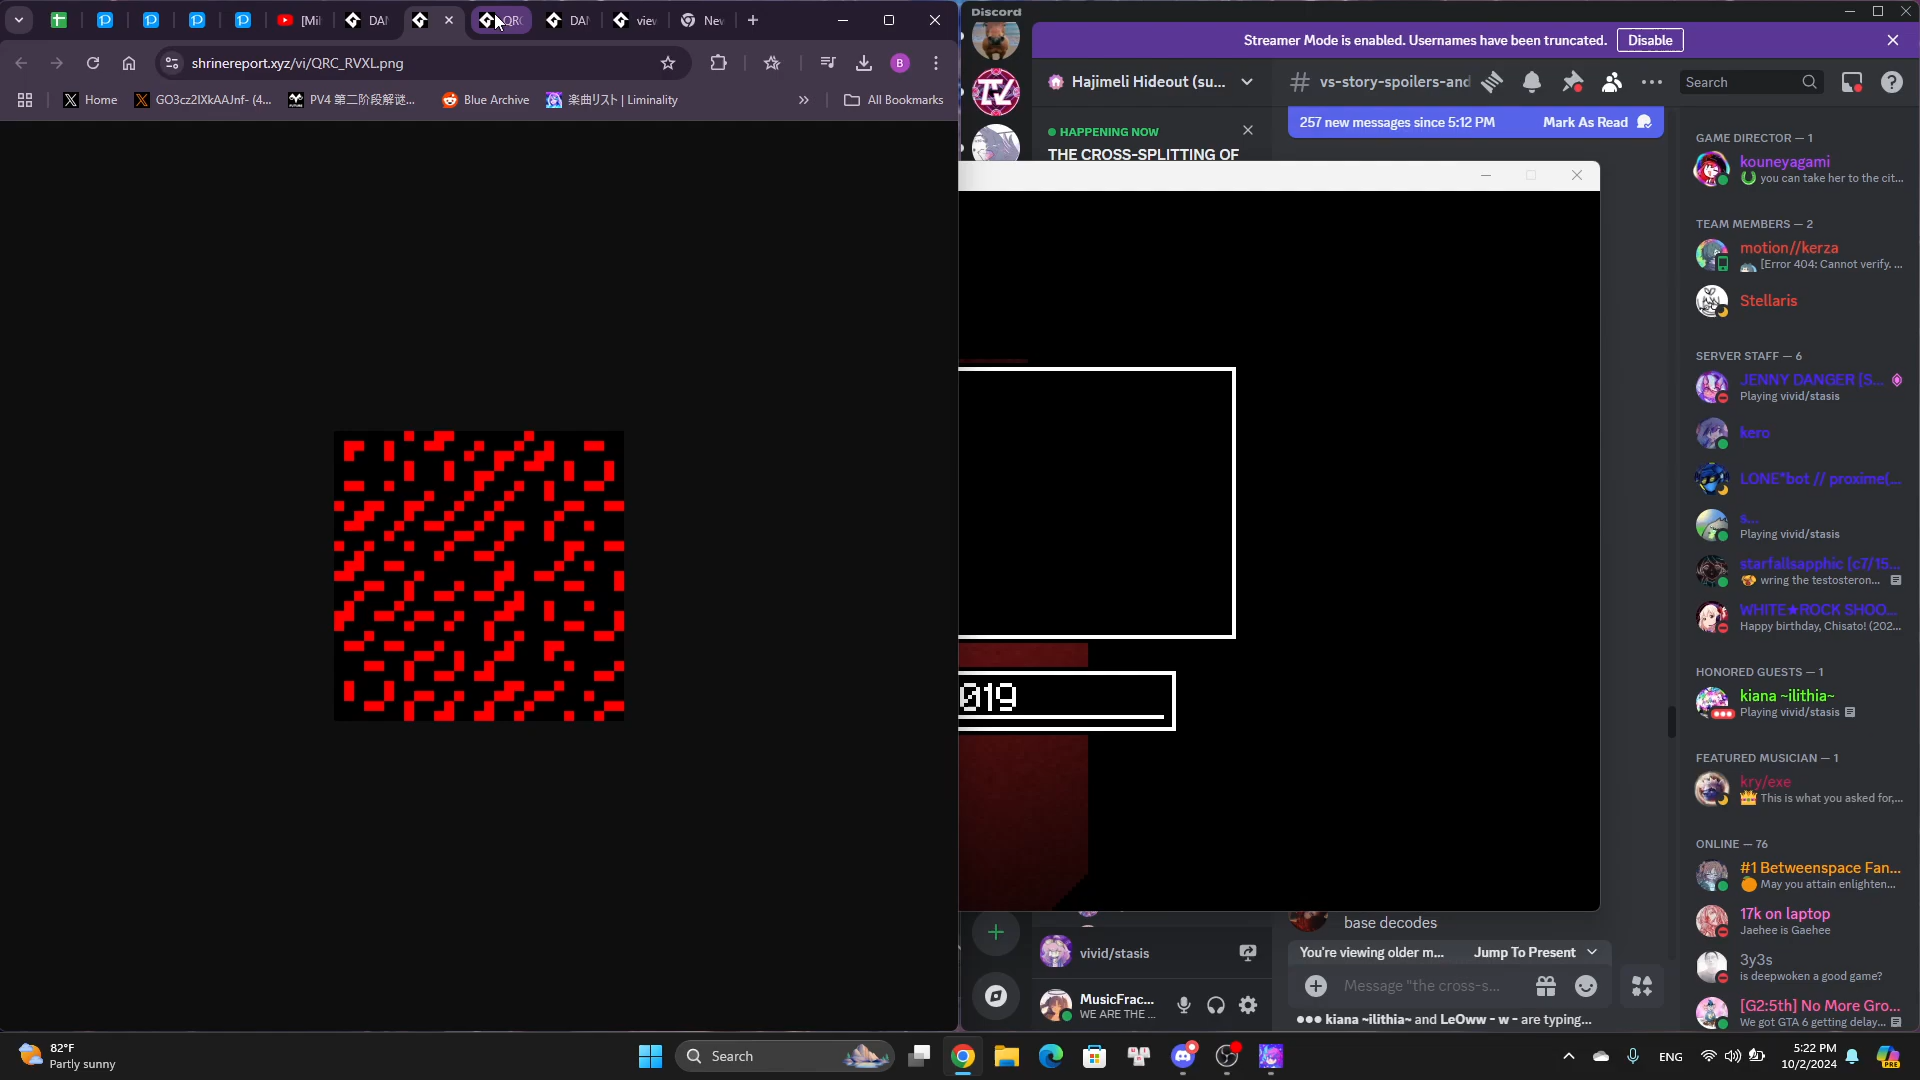 [Mil
DAI
QRC
DAI
viev
Nev
shrinereport.xyz/vi/QRC_RVXL.png
B
Home
GO3cz2IXkAAJnf- (4...
PV4 第二阶段解谜...
Blue Archive
楽曲リスト | Liminality
»
All Bookmarks
019
Discord
Streamer Mode is enabled. Usernames have been truncated.
Disable
Hajimeli Hideout (su...
vs-story-spoilers-and
Search
HAPPENING NOW
THE CROSS-SPLITTING OF
257 new messages since 5:12 PM
Mark As Read
GAME DIRECTOR — 1
kouneyagami
you can take her to the cit...
TEAM MEMBERS — 2
motion//kerza
[Error 404: Cannot verify. ...
Stellaris
SERVER STAFF — 6
JENNY DANGER [S...
Playing vivid/stasis
kero
LONE*bot // proxime(...
s...
Playing vivid/stasis
starfallsapphic [c7/15...
wring the testosteron...
WHITE★ROCK SHOO...
Happy birthday, Chisato! (202...
HONORED GUESTS — 1
kiana ~ilithia~
Playing vivid/stasis
FEATURED MUSICIAN — 1
kry/exe
This is what you asked for,...
ONLINE — 76
#1 Betweenspace Fan...
May you attain enlighten...
17k on laptop
Jaehee is Gaehee
3y3s
is deepwoken a good game?
[G2:5th] No More Gro...
We got GTA 6 getting delay...
base decodes
You're viewing older m...
Jump To Present
Message "the cross-s...
kiana ~ilithia~ and LeOww - w - are typing...
vivid/stasis
MusicFrac...
WE ARE THE ...
82°F
Partly sunny
Search
ENG
5:22 PM
10/2/2024
PRE